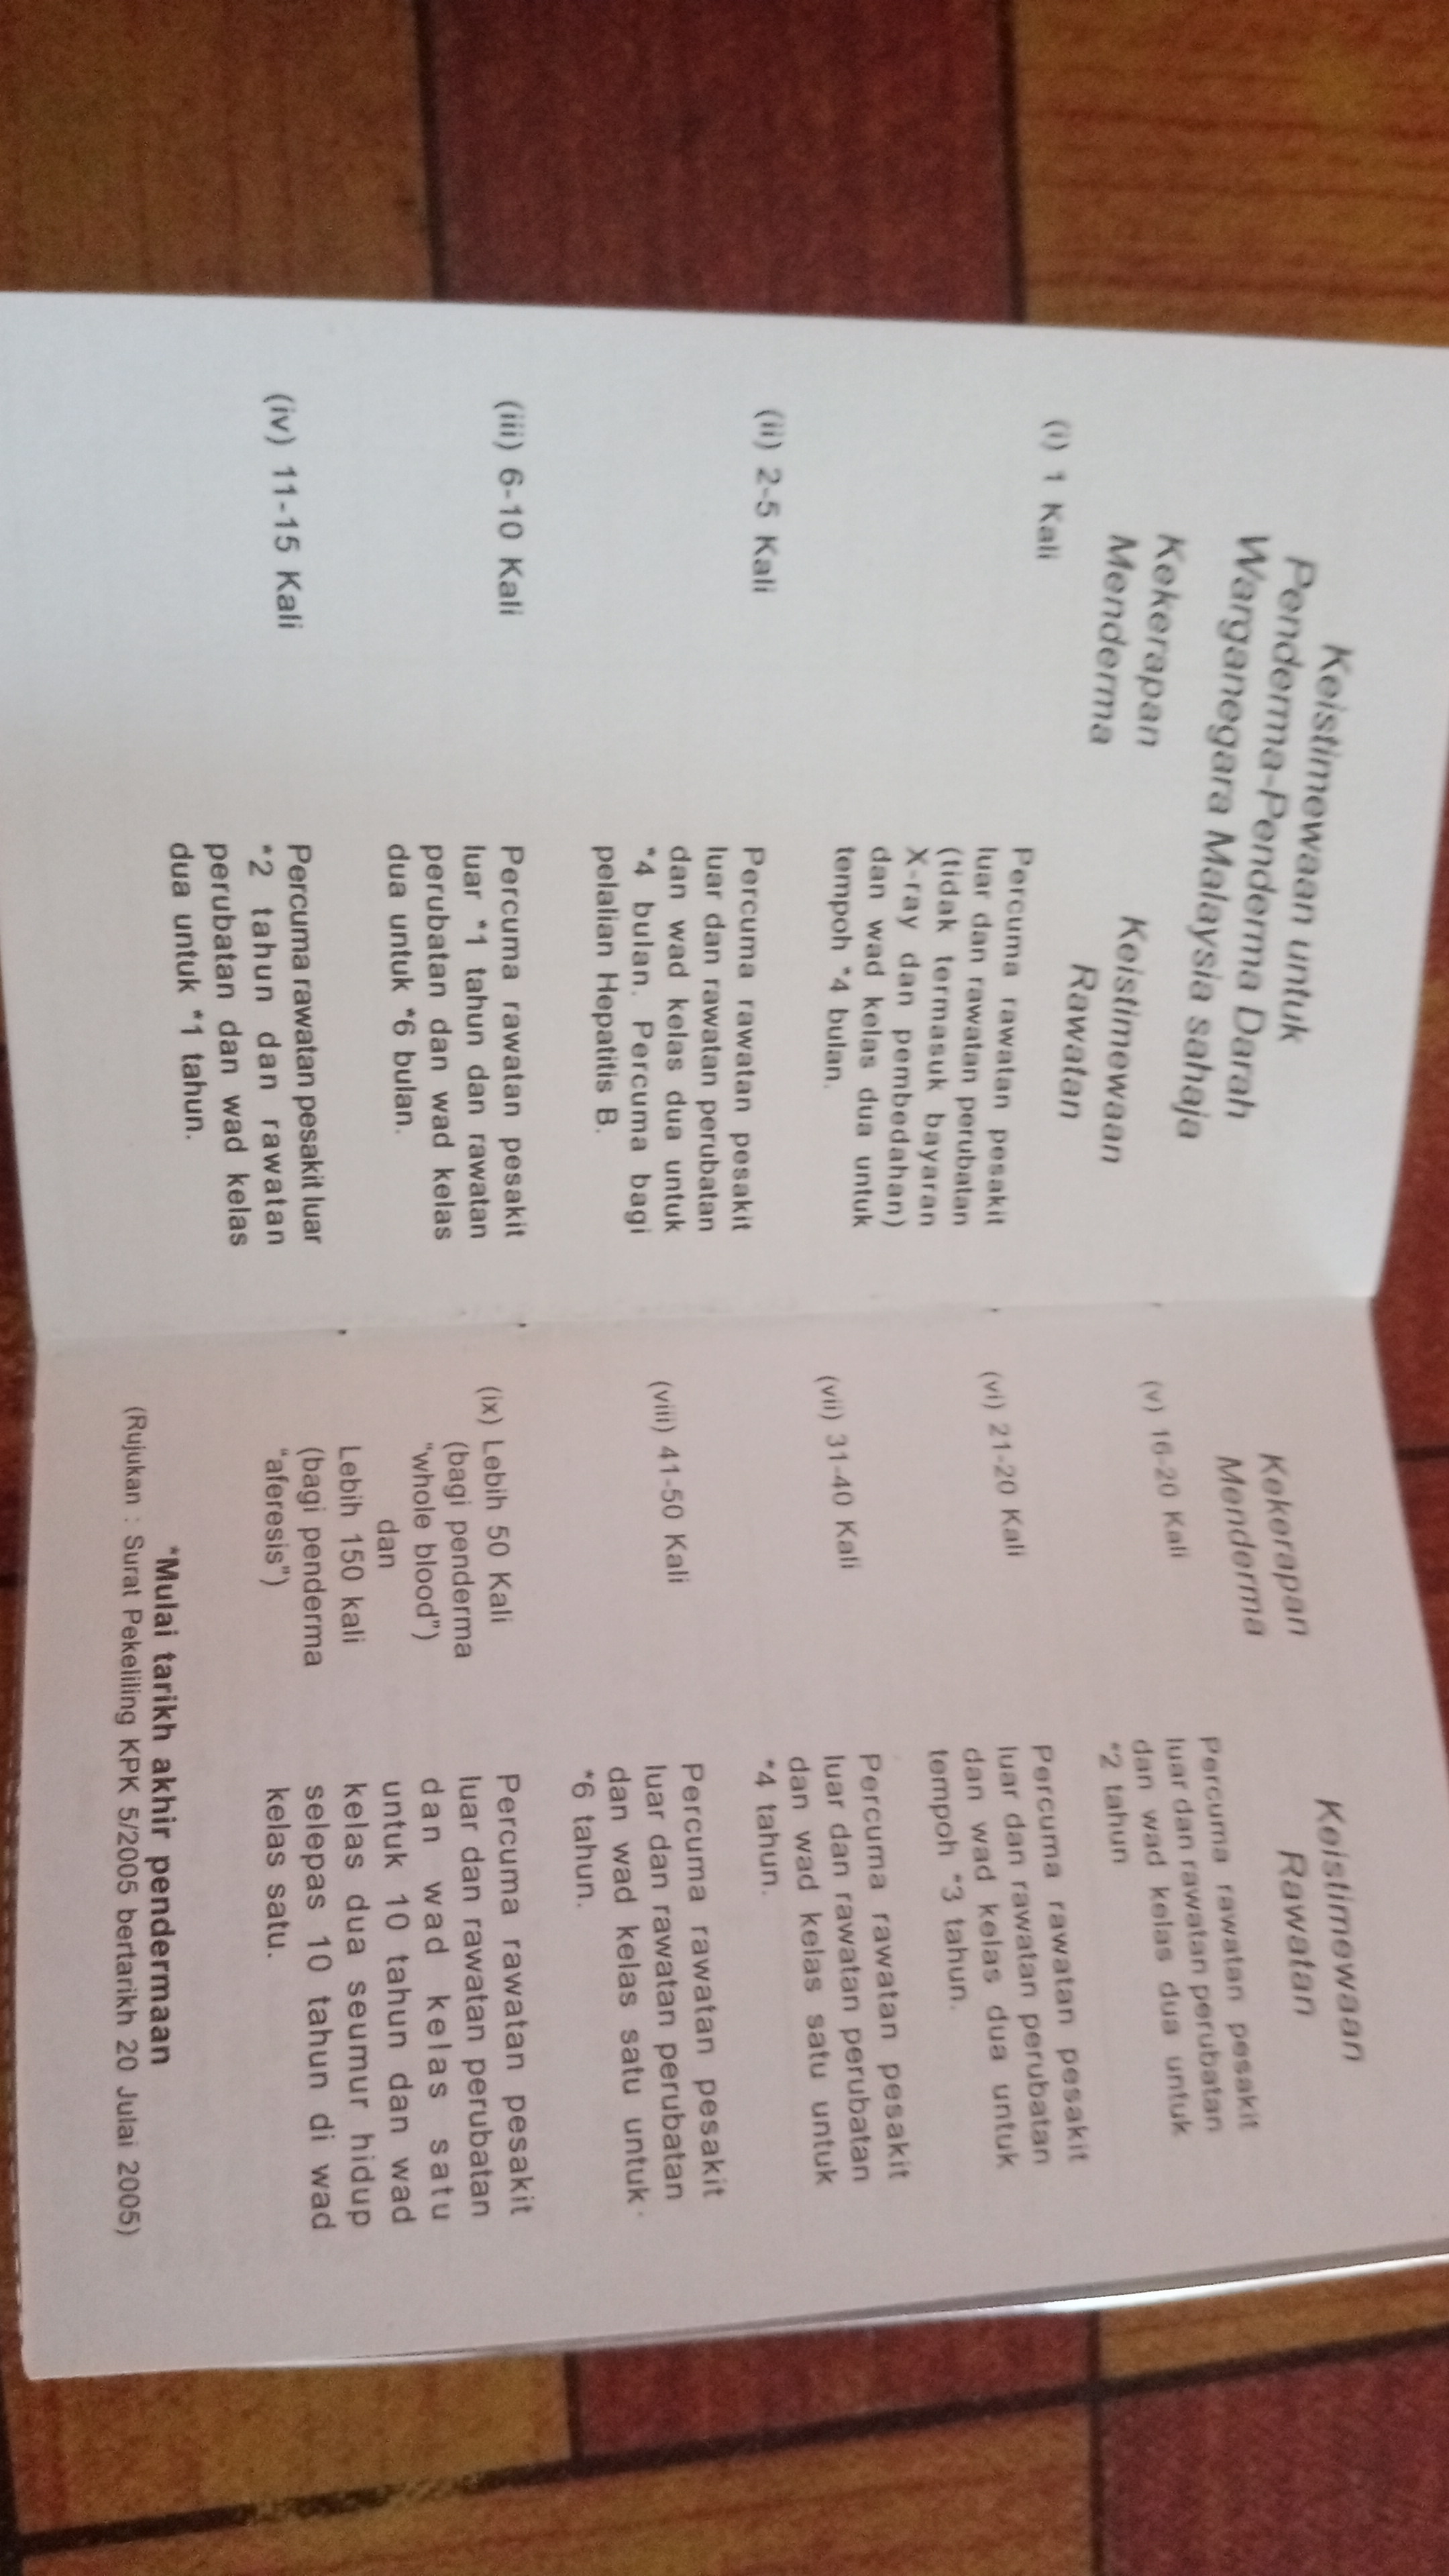 Keistimewaan untuk
Penderma-Penderma Darah
Warganegara Malaysia sahaja
Kekerapan
Menderma
Keistimewaan
Rawatan
(i) 1 Kali
Percuma rawatan pesakit
luar dan rawatan perubatan
(tidak termasuk bayaran
X-ray dan pembedahan)
dan wad kelas dua untuk
tempoh *4 bulan.
(ii) 2-5 Kali
Percuma rawatan pesakit
luar dan rawatan perubatan
dan wad kelas dua untuk
*4 bulan. Percuma bagi
pelalian Hepatitis B.
(iii) 6-10 Kali
Percuma rawatan pesakit
luar *1 tahun dan rawatan
perubatan dan wad kelas
dua untuk *6 bulan.
(iv) 11-15 Kali
Percuma rawatan pesakit luar
*2 tahun dan rawatan
perubatan dan wad kelas
dua untuk *1 tahun.
Kekerapan
Menderma
Keistimewaan
Rawatan
(v) 16-20 Kali
Percuma rawatan pesakit
luar dan rawatan perubatan
dan wad kelas dua untuk
*2 tahun
(vi) 21-20 Kali
Percuma rawatan pesakit
luar dan rawatan perubatan
dan wad kelas dua untuk
tempoh *3 tahun.
(vii) 31-40 Kali
Percuma rawatan pesakit
luar dan rawatan perubatan
dan wad kelas satu untuk
*4 tahun.
(viii) 41-50 Kali
Percuma rawatan pesakit
luar dan rawatan perubatan
dan wad kelas satu untuk
*6 tahun.
(ix) Lebih 50 Kali
(bagi penderma
"whole blood")
dan
Lebih 150 kali
(bagi penderma
"aferesis")
Percuma rawatan pesakit
luar dan rawatan perubatan
dan wad kelas satu
untuk 10 tahun dan wad
kelas dua seumur hidup
selepas 10 tahun di wad
kelas satu.
*Mulai tarikh akhir pendermaan
(Rujukan : Surat Pekeliling KPK 5/2005 bertarikh 20 Julai 2005)